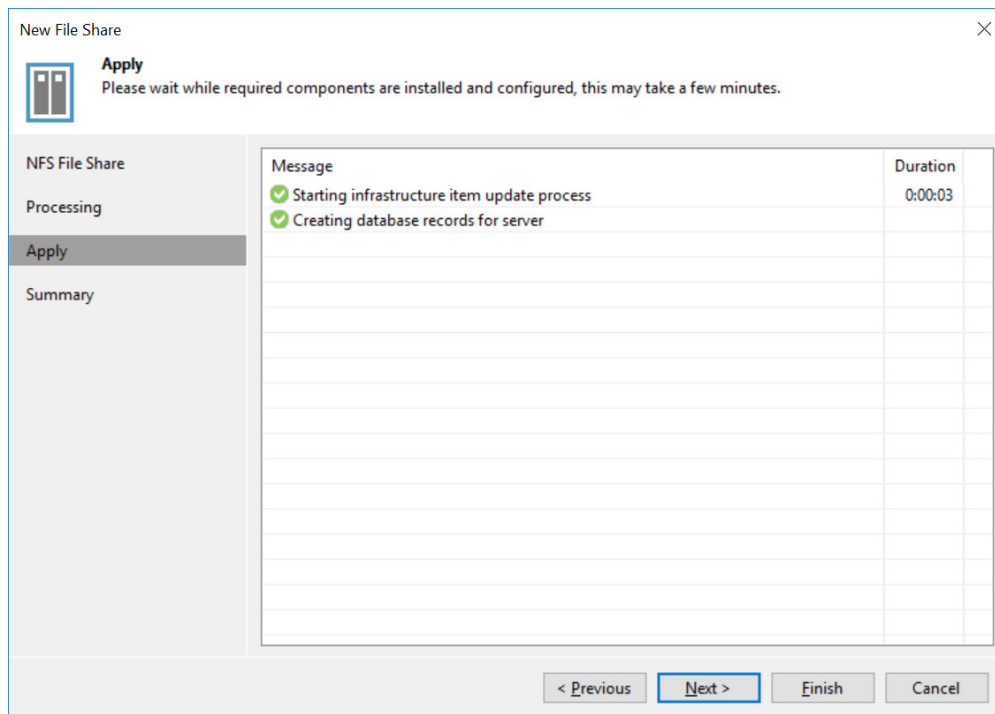 New File Share
Apply
Please wait while required components are installed and configured, this may take a few minutes.
NFS File Share
Processing
Apply
Summary
Message Duration
Starting infrastructure item update process 0:00:03
Creating database records for server
< Previous Next > Finish Cancel